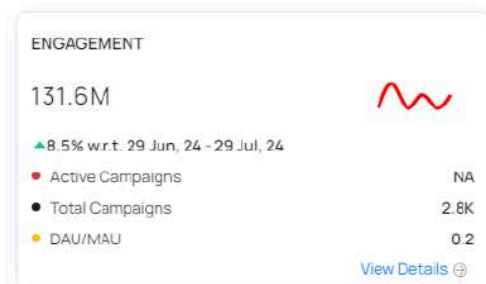 ENGAGEMENT
131.6M
▲8.5% w.r.t. 29 Jun, 24 - 29 Jul, 24
Active Campaigns NA
Total Campaigns 2.8K
DAU/MAU 0.2
View Details